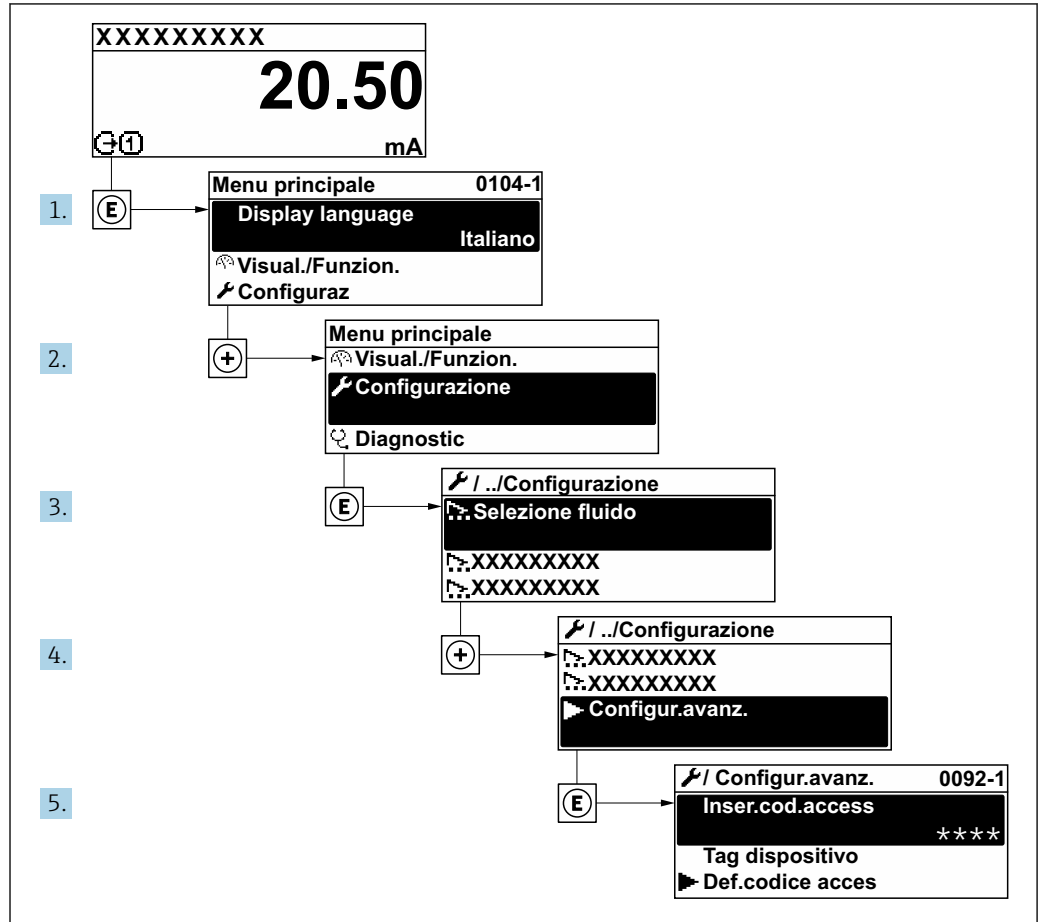 XXXXXXXXX
20.50
1 mA
1. E
Menu principale 0104-1
Display language
Italiano
Visual./Funzion.
Configuraz
2. +
Menu principale
Visual./Funzion.
Configurazione
Diagnostic
3. E
/ ../Configurazione
Selezione fluido
XXXXXXXXX
XXXXXXXXX
4. +
/ ../Configurazione
XXXXXXXXX
XXXXXXXXX
Configur.avanz.
5. E
/ Configur.avanz. 0092-1
Inser.cod.access
****
Tag dispositivo
Def.codice acces